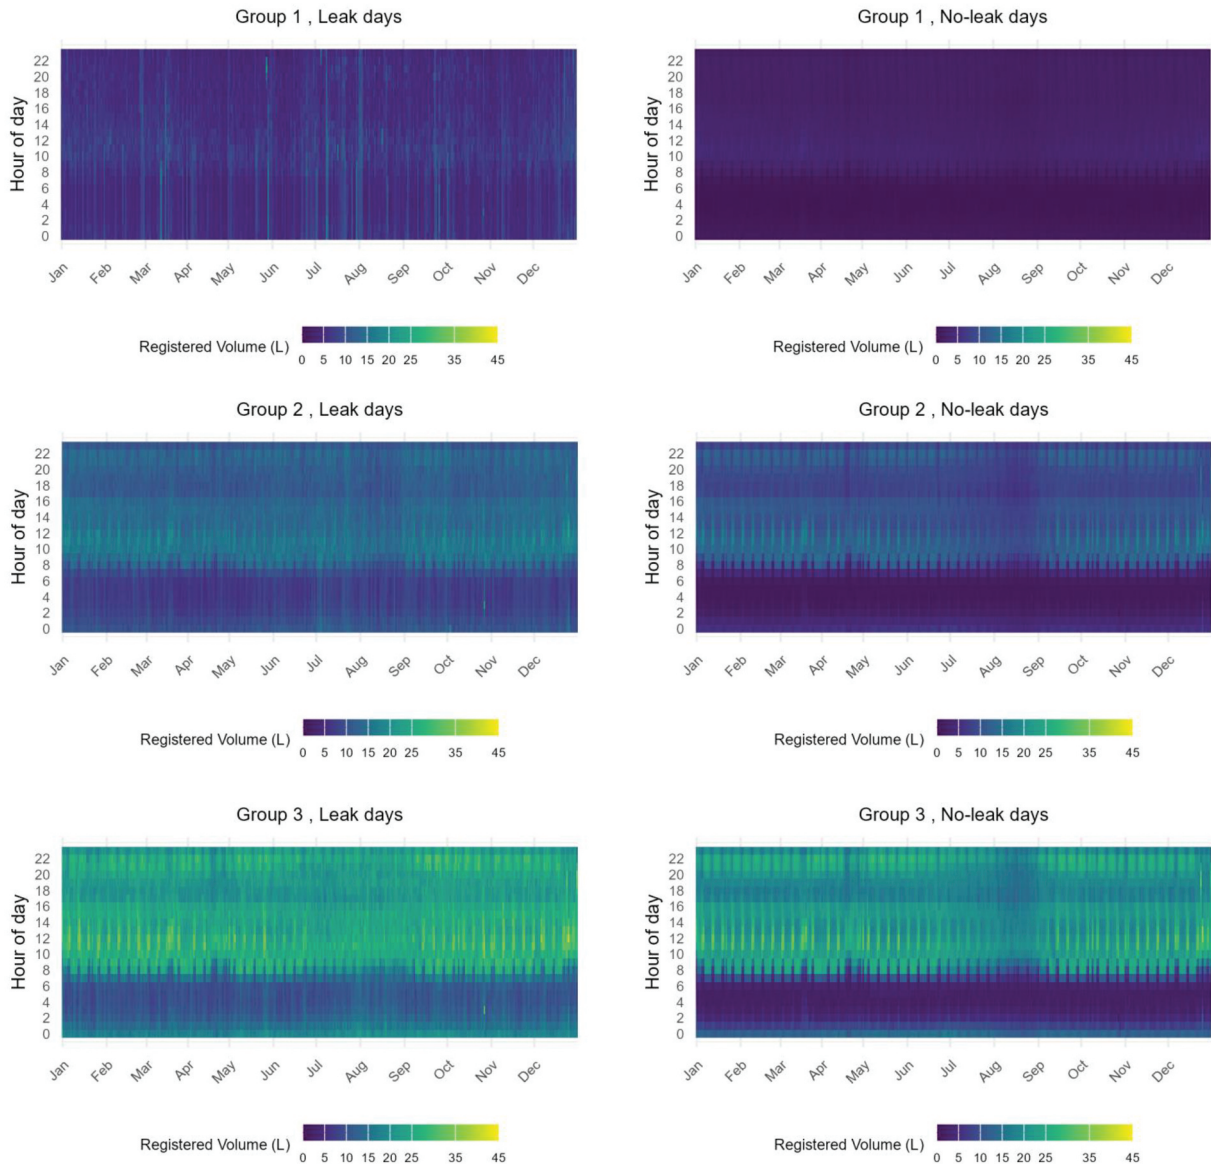 Group 1 , Leak days
Hour of day
22
20
18
16
14
12
10
8
6
4
2
0
Jan Feb Mar Apr May Jun Jul Aug Sep Oct Nov Dec
Registered Volume (L)
0 5 10 15 20 25 35 45
Group 1 , No-leak days
Hour of day
22
20
18
16
14
12
10
8
6
4
2
0
Jan Feb Mar Apr May Jun Jul Aug Sep Oct Nov Dec
Registered Volume (L)
0 5 10 15 20 25 35 45
Group 2 , Leak days
Hour of day
22
20
18
16
14
12
10
8
6
4
2
0
Jan Feb Mar Apr May Jun Jul Aug Sep Oct Nov Dec
Registered Volume (L)
0 5 10 15 20 25 35 45
Group 2 , No-leak days
Hour of day
22
20
18
16
14
12
10
8
6
4
2
0
Jan Feb Mar Apr May Jun Jul Aug Sep Oct Nov Dec
Registered Volume (L)
0 5 10 15 20 25 35 45
Group 3 , Leak days
Hour of day
22
20
18
16
14
12
10
8
6
4
2
0
Jan Feb Mar Apr May Jun Jul Aug Sep Oct Nov Dec
Registered Volume (L)
0 5 10 15 20 25 35 45
Group 3 , No-leak days
Hour of day
22
20
18
16
14
12
10
8
6
4
2
0
Jan Feb Mar Apr May Jun Jul Aug Sep Oct Nov Dec
Registered Volume (L)
0 5 10 15 20 25 35 45